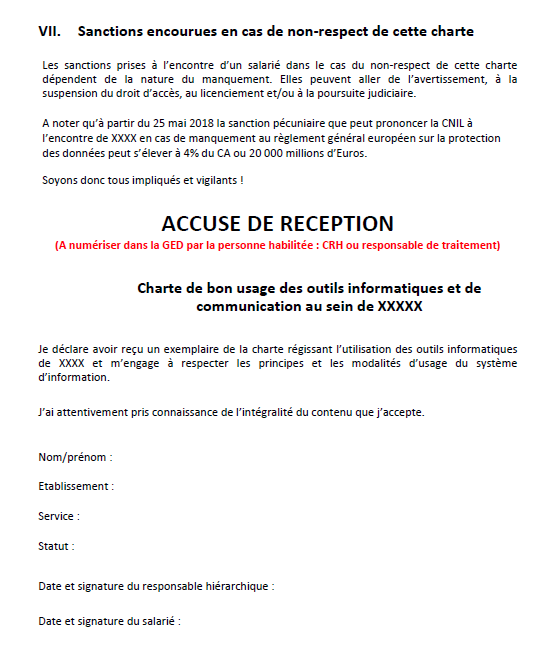 VII. Sanctions encourues en cas de non-respect de cette charte
Les sanctions prises à l'encontre d'un salarié dans le cas du non-respect de cette charte
dépendent de la nature du manquement. Elles peuvent aller de l'avertissement, à la
suspension du droit d'accès, au licenciement et/ou à la poursuite judiciaire.
A noter qu'à partir du 25 mai 2018 la sanction pécuniaire que peut prononcer la CNIL à
l'encontre de XXXX en cas de manquement au règlement général européen sur la protection
des données peut s'élever à 4% du CA ou 20 000 millions d'Euros.
Soyons donc tous impliqués et vigilants !
ACCUSE DE RECEPTION
(A numériser dans la GED par la personne habilitée : CRH ou responsable de traitement)
Charte de bon usage des outils informatiques et de
communication au sein de XXXXX
Je déclare avoir reçu un exemplaire de la charte régissant l'utilisation des outils informatiques
de XXXX et m'engage à respecter les principes et les modalités d'usage du système
d'information.
J'ai attentivement pris connaissance de l'intégralité du contenu que j'accepte.
Nom/prénom :
Etablissement :
Service :
Statut :
Date et signature du responsable hiérarchique :
Date et signature du salarié :